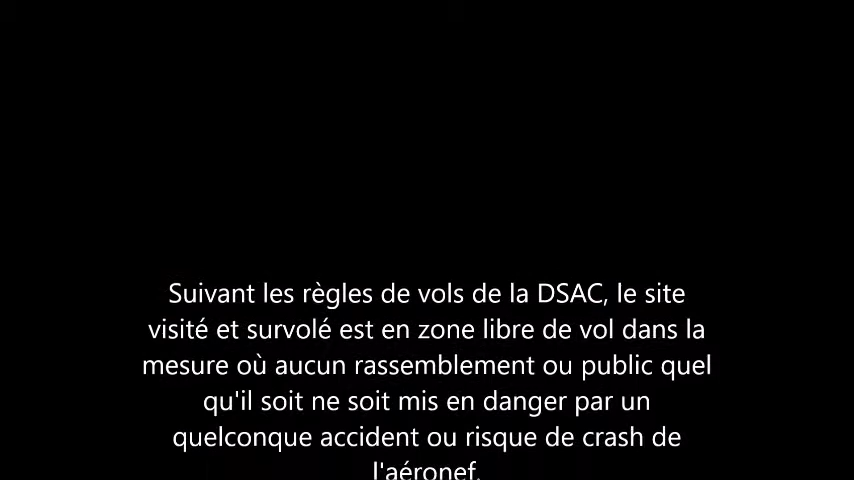 Suivant les règles de vols de la DSAC, le site
visité et survolé est en zone libre de vol dans la
mesure où aucun rassemblement ou public quel
qu'il soit ne soit mis en danger par un
quelconque accident ou risque de crash de
l'aéronef.